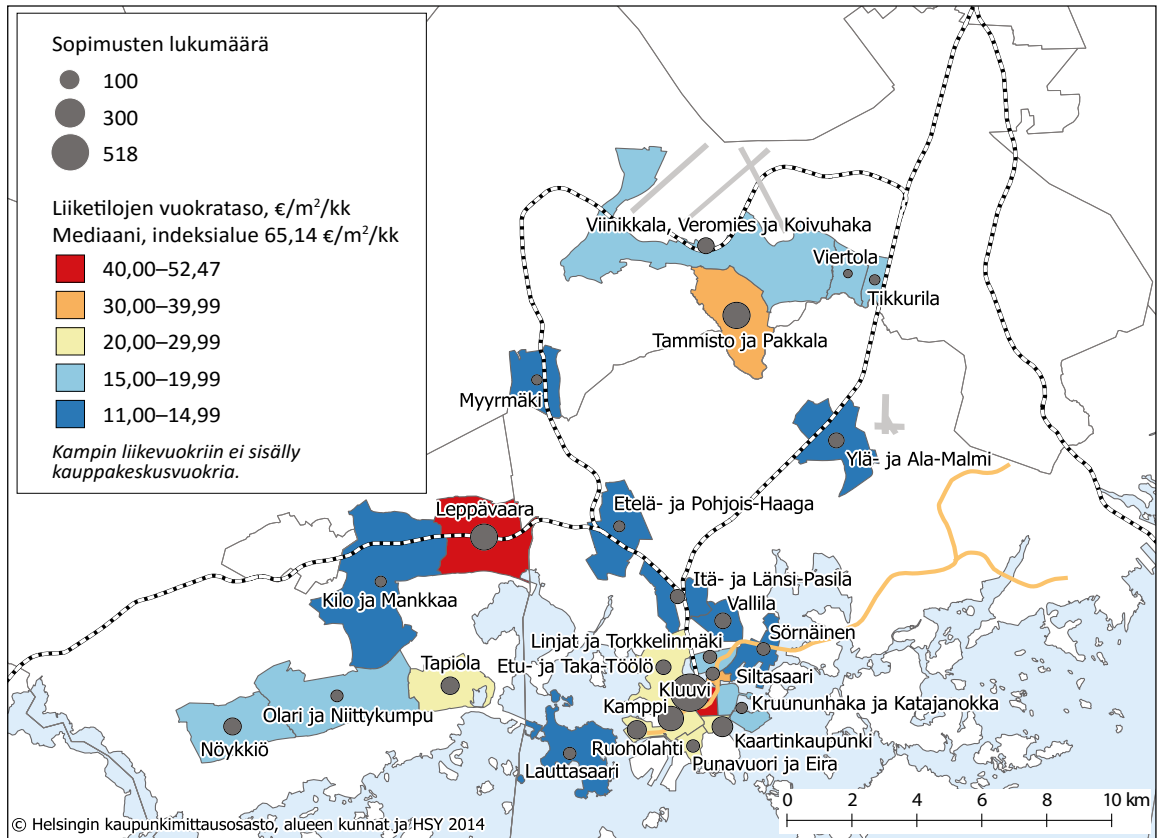 Sopimusten lukumäärä
100
300
518
Liiketilojen vuokrataso, €/m²/kk
Mediaani, indeksialue 65,14 €/m²/kk
40,00–52,47
30,00–39,99
20,00–29,99
15,00–19,99
11,00–14,99
Kampin liikevuokriin ei sisälly
kauppakeskusvuokria.
Viinikkala, Veromies ja Koivuhaka
Viertola
Tikkurila
Tammisto ja Pakkala
Myyrmäki
Ylä- ja Ala-Malmi
Leppävaara
Etelä- ja Pohjois-Haaga
Kilo ja Mankkaa
Itä- ja Länsi-Pasila
Vallila
Sörnäinen
Linjat ja Torkkelinmäki
Etu- ja Taka-Töölö
Tapiola
Siltasaari
Kluuvi
Kruununhaka ja Katajanokka
Kamppi
Olari ja Niittykumpu
Nöykkiö
Kaartinkaupunki
Ruoholahti
Punavuori ja Eira
Lauttasaari
0 2 4 6 8 10 km
© Helsingin kaupunkimittausosasto, alueen kunnat ja HSY 2014